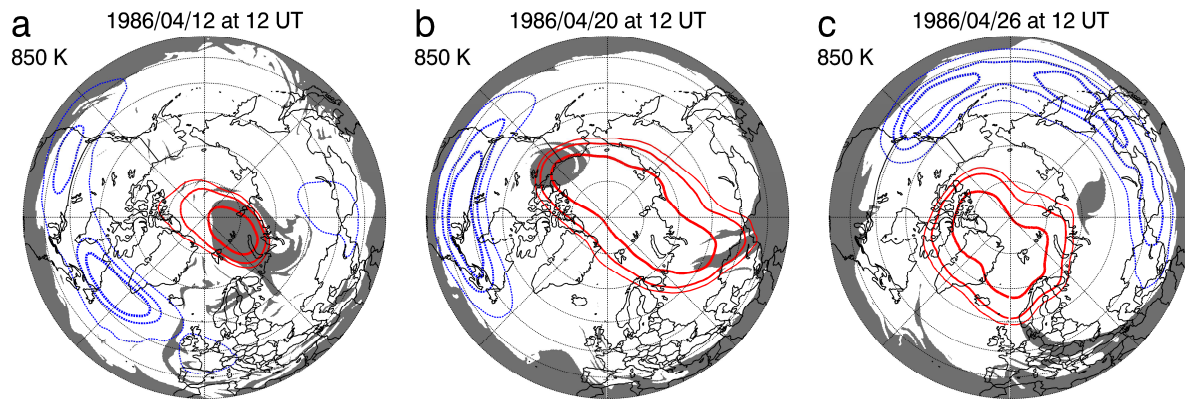 a 1986/04/12 at 12 UT
850 K
b 1986/04/20 at 12 UT
850 K
c 1986/04/26 at 12 UT
850 K